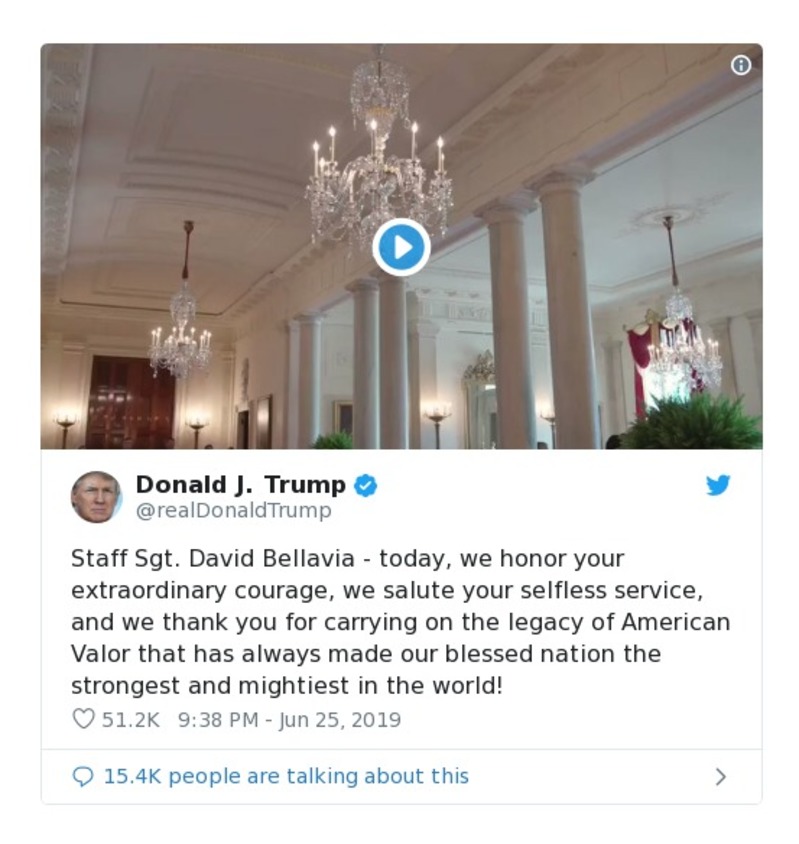 Donald J. Trump
@realDonaldTrump
Staff Sgt. David Bellavia - today, we honor your
extraordinary courage, we salute your selfless service,
and we thank you for carrying on the legacy of American
Valor that has always made our blessed nation the
strongest and mightiest in the world!
51.2K 9:38 PM - Jun 25, 2019
15.4K people are talking about this